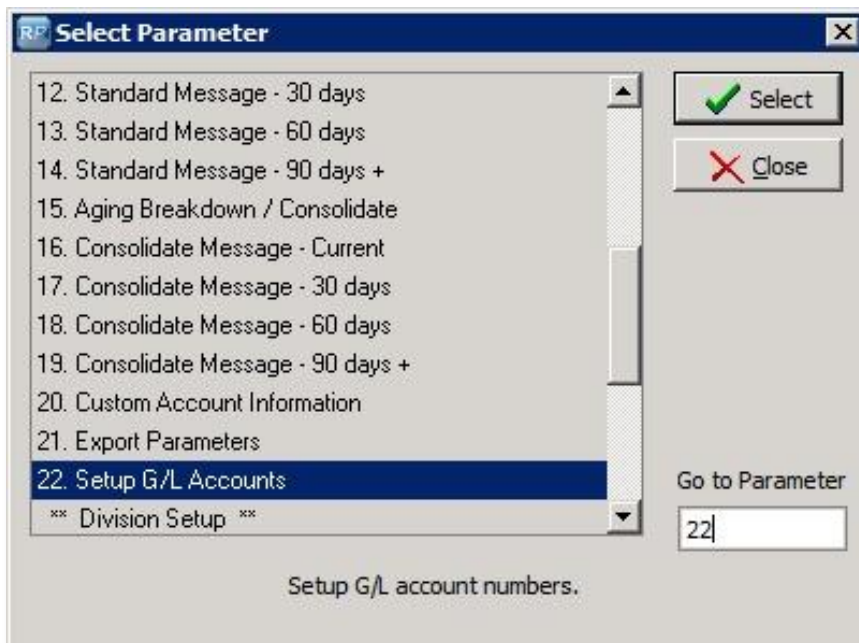 RF Select Parameter
12. Standard Message - 30 days
13. Standard Message - 60 days
14. Standard Message - 90 days +
15. Aging Breakdown / Consolidate
16. Consolidate Message - Current
17. Consolidate Message - 30 days
18. Consolidate Message - 60 days
19. Consolidate Message - 90 days +
20. Custom Account Information
21. Export Parameters
22. Setup G/L Accounts
** Division Setup **
Select
Close
Go to Parameter
22
Setup G/L account numbers.